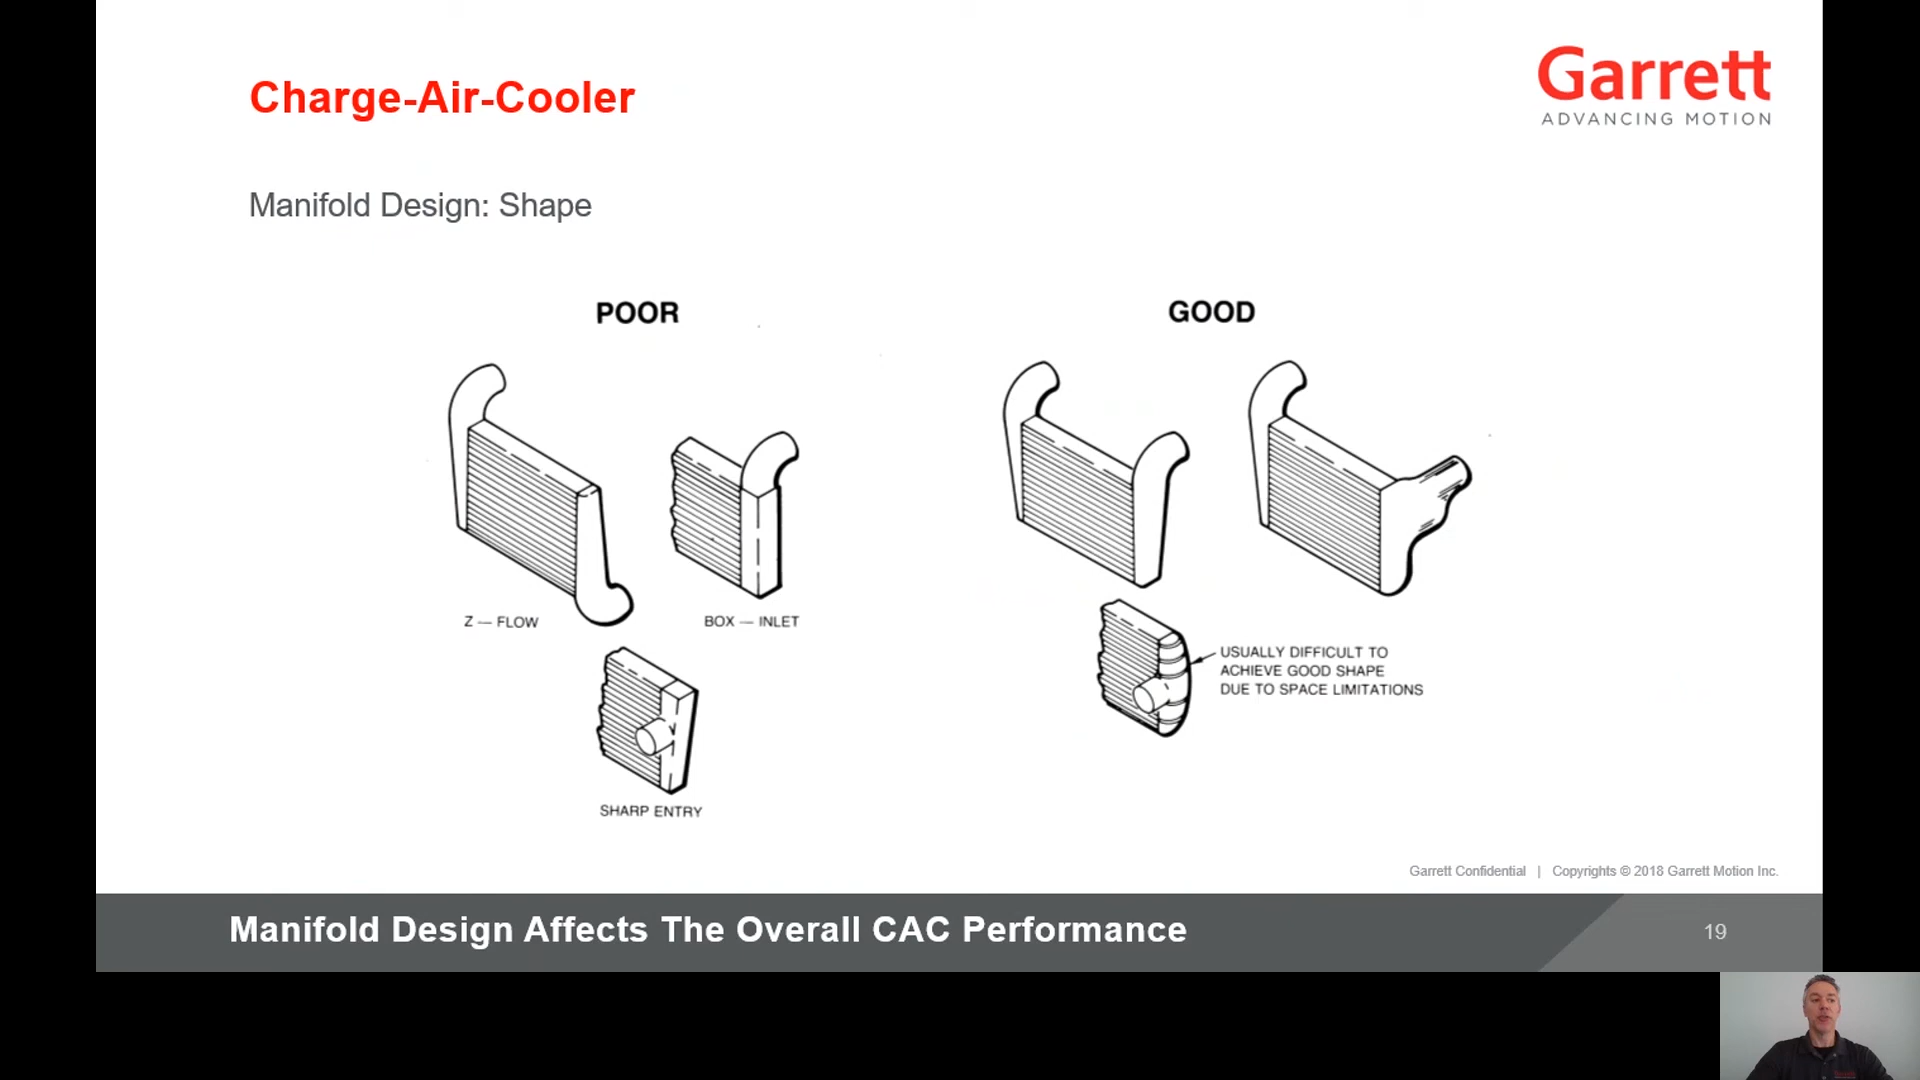 Charge-Air-Cooler
Garrett
ADVANCING MOTION
Manifold Design: Shape
POOR
GOOD
Z — FLOW
BOX — INLET
SHARP ENTRY
USUALLY DIFFICULT TO
ACHIEVE GOOD SHAPE
DUE TO SPACE LIMITATIONS
Garrett Confidential | Copyrights © 2018 Garrett Motion Inc.
Manifold Design Affects The Overall CAC Performance
19